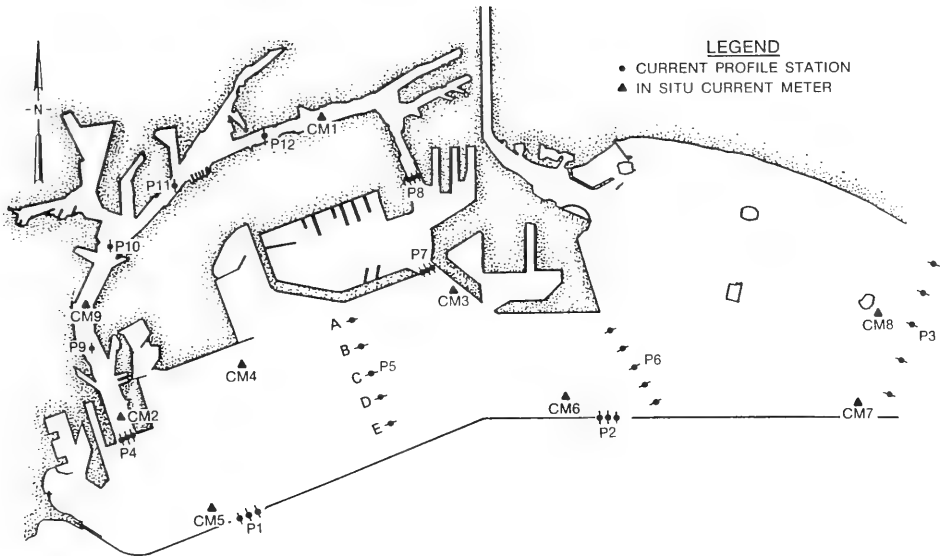 LEGEND
• CURRENT PROFILE STATION
▲ IN SITU CURRENT METER
N
CM1
P12
P11
P8
P10
P7
CM3
CM9
A
CM8
P3
P9
B
P6
CM4
C P5
D
CM2
CM6
CM7
E
P2
P4
CM5
P1